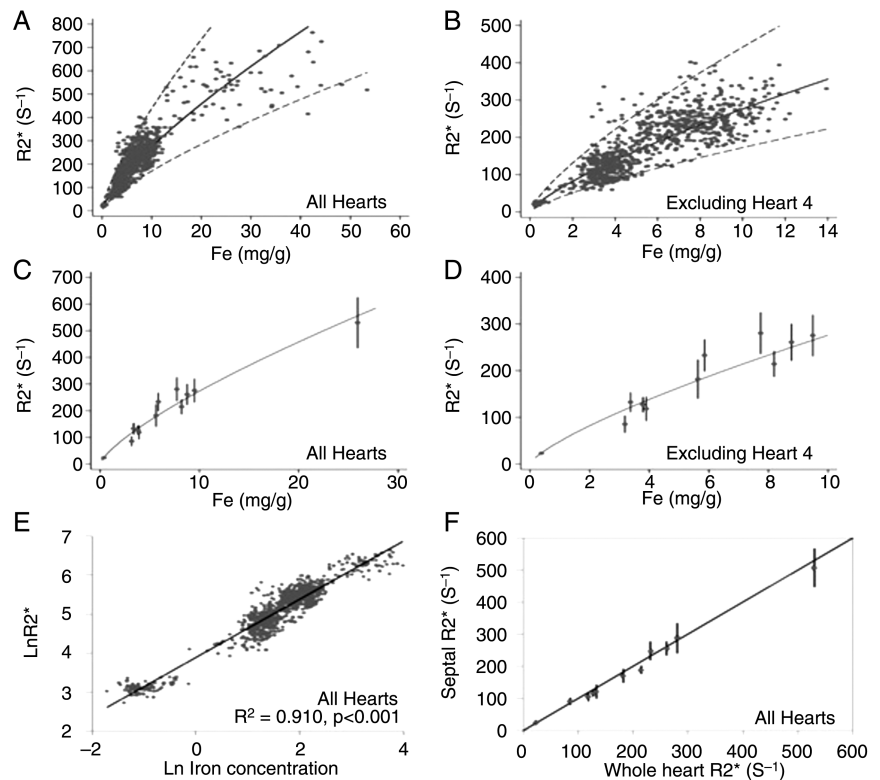 A
800
700
600
500
400
300
200
100
0
R2* (S⁻¹)
All Hearts
0 10 20 30 40 50 60
Fe (mg/g)
B
500
400
300
200
100
0
R2* (S⁻¹)
Excluding Heart 4
0 2 4 6 8 10 12 14
Fe (mg/g)
C
700
600
500
400
300
200
100
0
R2* (S⁻¹)
All Hearts
0 10 20 30
Fe (mg/g)
D
400
300
200
100
0
R2* (S⁻¹)
Excluding Heart 4
0 2 4 6 8 10
Fe (mg/g)
E
7
6
5
4
3
2
LnR2*
All Hearts
R² = 0.910, p<0.001
−2 0 2 4
Ln Iron concentration
F
600
500
400
300
200
100
0
Septal R2* (S⁻¹)
All Hearts
0 100 200 300 400 500 600
Whole heart R2* (S⁻¹)